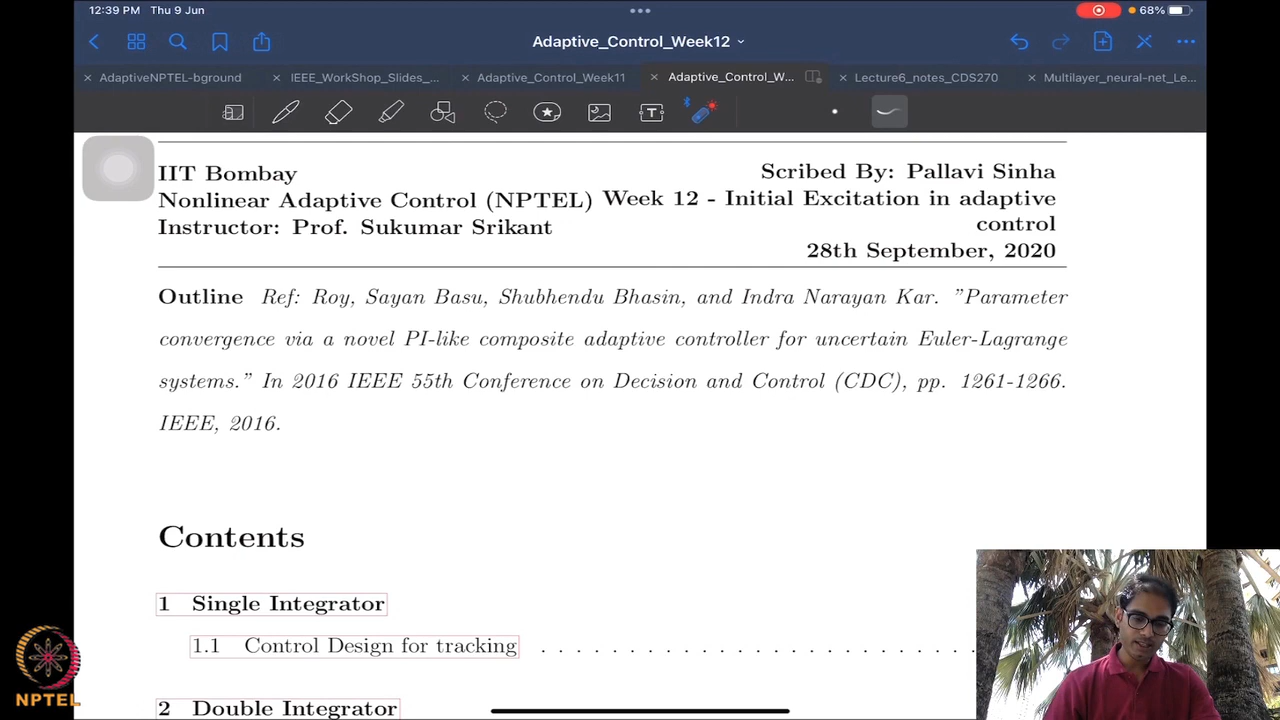 12:39 PM Thu 9 Jun
68%
Adaptive_Control_Week12
AdaptiveNPTEL-bground
IEEE_WorkShop_Slides_...
Adaptive_Control_Week11
Adaptive_Control_W...
Lecture6_notes_CDS270
Multilayer_neural-net_Le...
IIT Bombay
Scribed By: Pallavi Sinha
Nonlinear Adaptive Control (NPTEL)
Week 12 - Initial Excitation in adaptive
control
Instructor: Prof. Sukumar Srikant
28th September, 2020
Outline Ref: Roy, Sayan Basu, Shubhendu Bhasin, and Indra Narayan Kar. "Parameter
convergence via a novel PI-like composite adaptive controller for uncertain Euler-Lagrange
systems." In 2016 IEEE 55th Conference on Decision and Control (CDC), pp. 1261-1266.
IEEE, 2016.
Contents
1 Single Integrator
1.1 Control Design for tracking . . . . . . . . . . . . . . . . . . . . . . . . .
2 Double Integrator
NPTEL